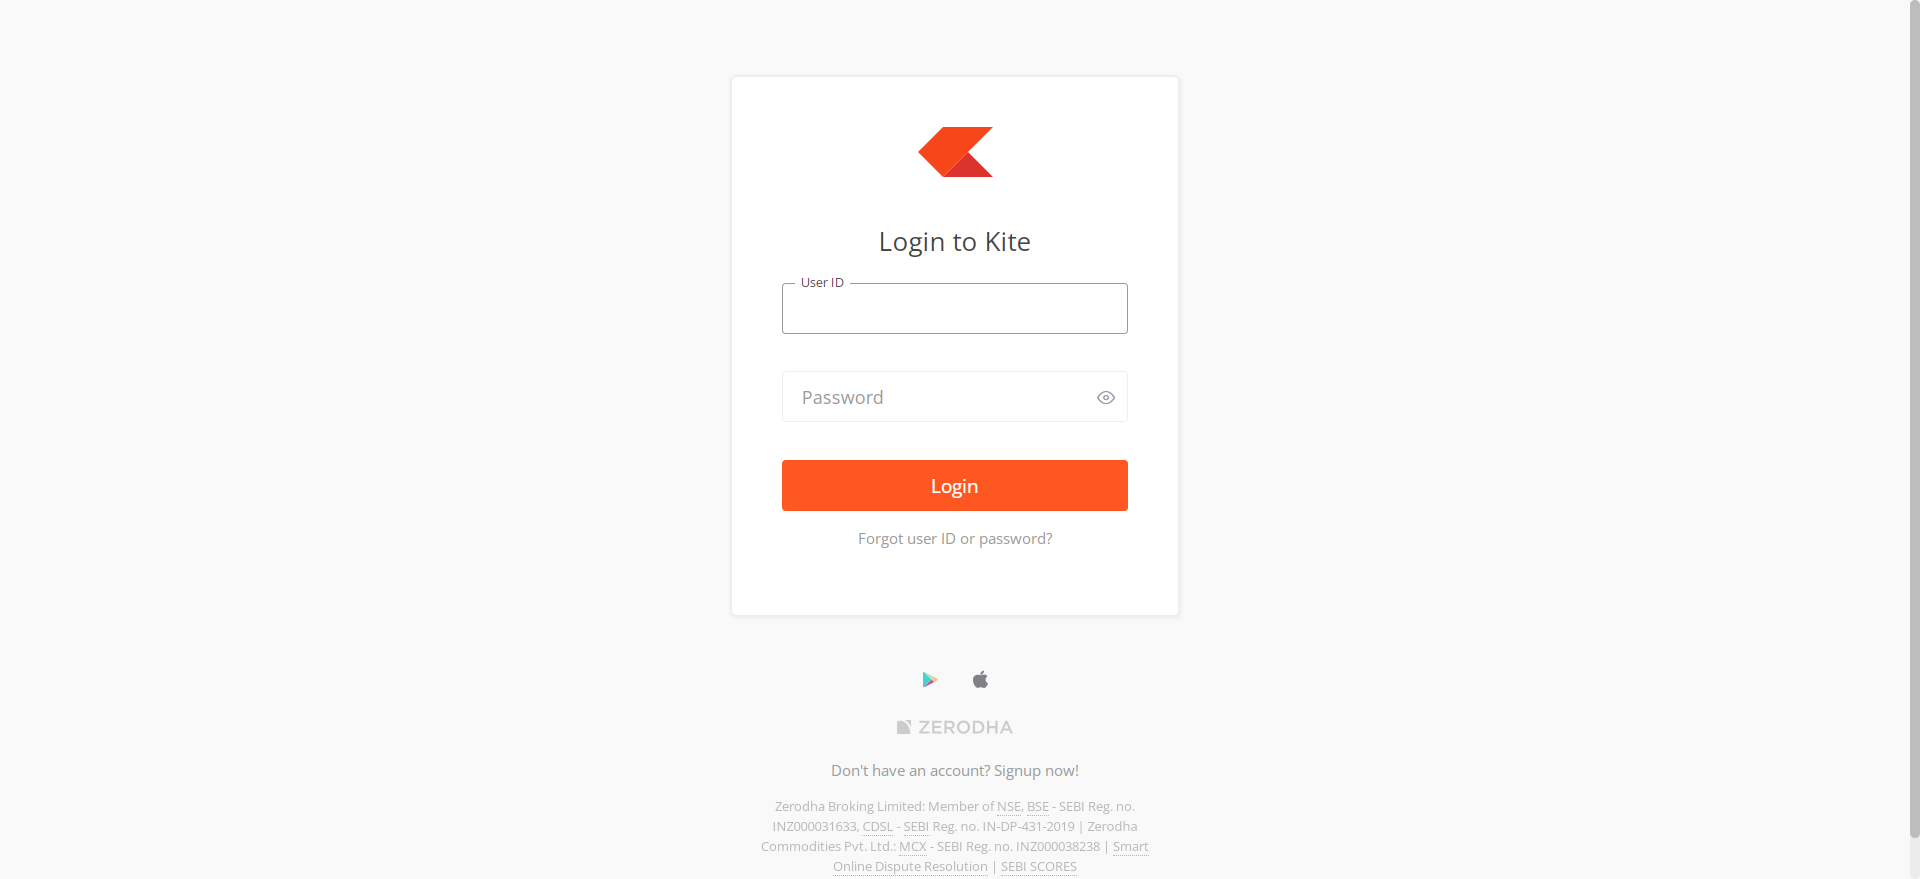 Login to Kite
User ID
Password
Login
Forgot user ID or password?
ZERODHA
Don't have an account? Signup now!
Zerodha Broking Limited: Member of NSE, BSE - SEBI Reg. no.
INZ000031633, CDSL - SEBI Reg. no. IN-DP-431-2019 | Zerodha
Commodities Pvt. Ltd.: MCX - SEBI Reg. no. INZ000038238 | Smart
Online Dispute Resolution | SEBI SCORES